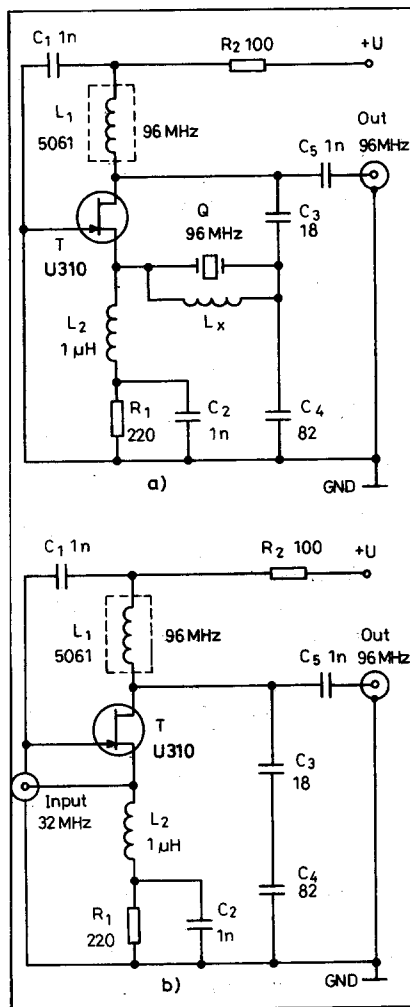 C1 1n
R2 100
+U
L1
5061
96 MHz
C5 1n
Out
96MHz
T
U310
Q
96 MHz
C3
18
Lx
L2
1 µH
R1
220
C2
1n
C4
82
GND
a)
C1 1n
R2 100
+U
L1
5061
96 MHz
Out
96 MHz
C5 1n
T
U310
C3
18
Input
32 MHz
L2
1 µH
R1
220
C2
1n
C4
82
GND
b)